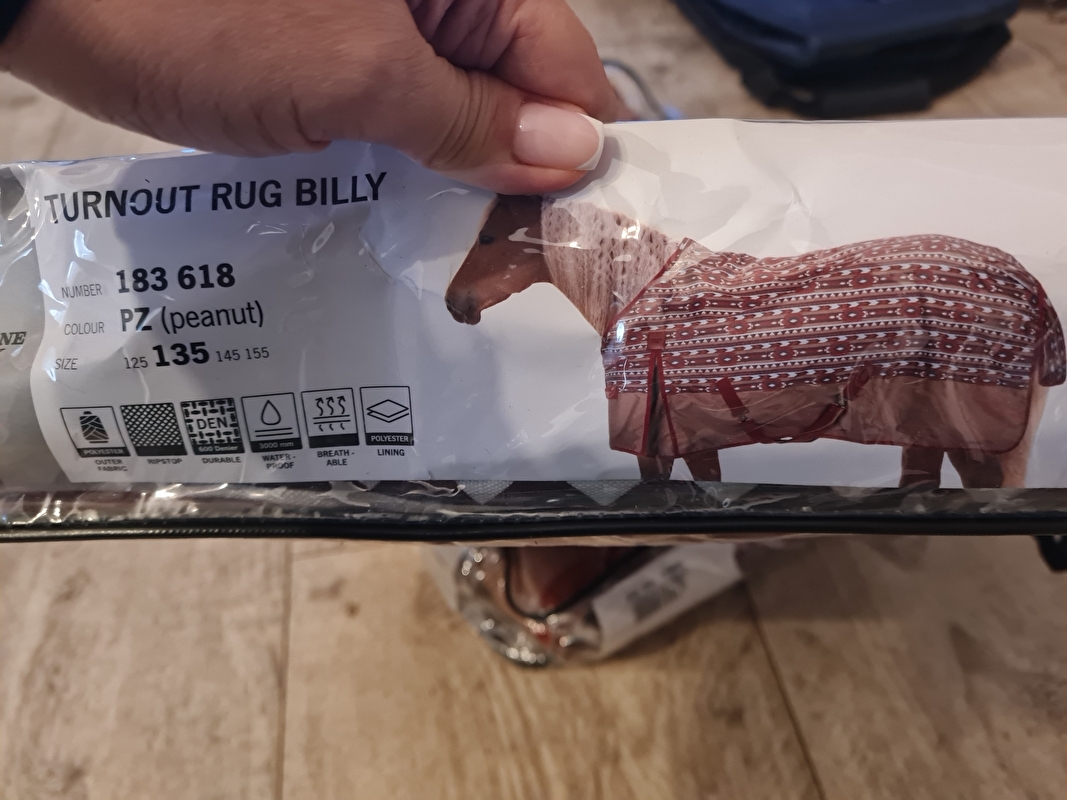 TURNOUT RUG BILLY
NUMBER 183 618
COLOUR PZ (peanut)
SIZE 125 135 145 155
NE
POLYESTER
OUTER
FABRIC
RIPSTOP
DEN
600 Denier
DURABLE
3000 mm
WATER-
PROOF
BREATH-
ABLE
POLYESTER
LINING